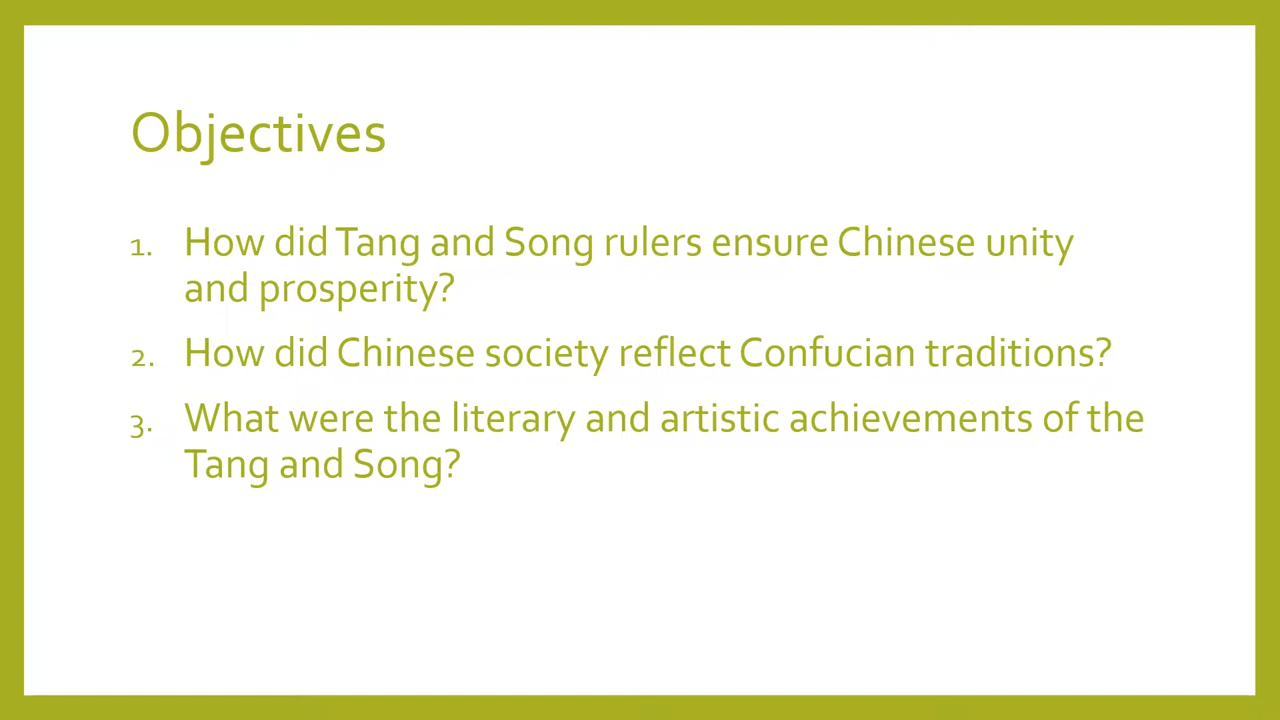 Objectives
1. How did Tang and Song rulers ensure Chinese unity
and prosperity?
2. How did Chinese society reflect Confucian traditions?
3. What were the literary and artistic achievements of the
Tang and Song?